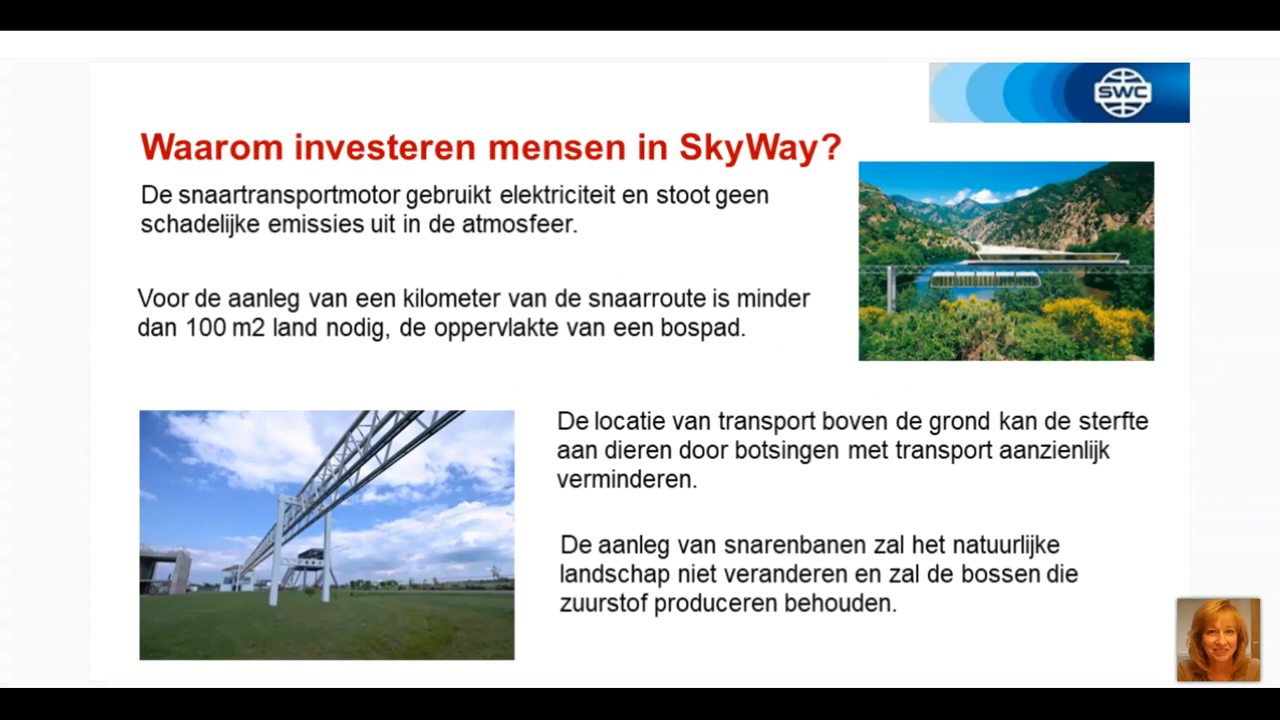 SWC
Waarom investeren mensen in SkyWay?
De snaartransportmotor gebruikt elektriciteit en stoot geen
schadelijke emissies uit in de atmosfeer.
Voor de aanleg van een kilometer van de snaarroute is minder
dan 100 m2 land nodig, de oppervlakte van een bospad.
De locatie van transport boven de grond kan de sterfte
aan dieren door botsingen met transport aanzienlijk
verminderen.
De aanleg van snarenbanen zal het natuurlijke
landschap niet veranderen en zal de bossen die
zuurstof produceren behouden.